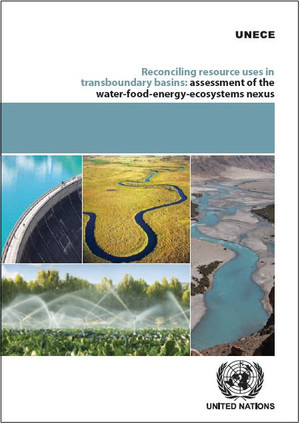 UNECE
Reconciling resource uses in
transboundary basins: assessment of the
water-food-energy-ecosystems nexus
UNITED NATIONS